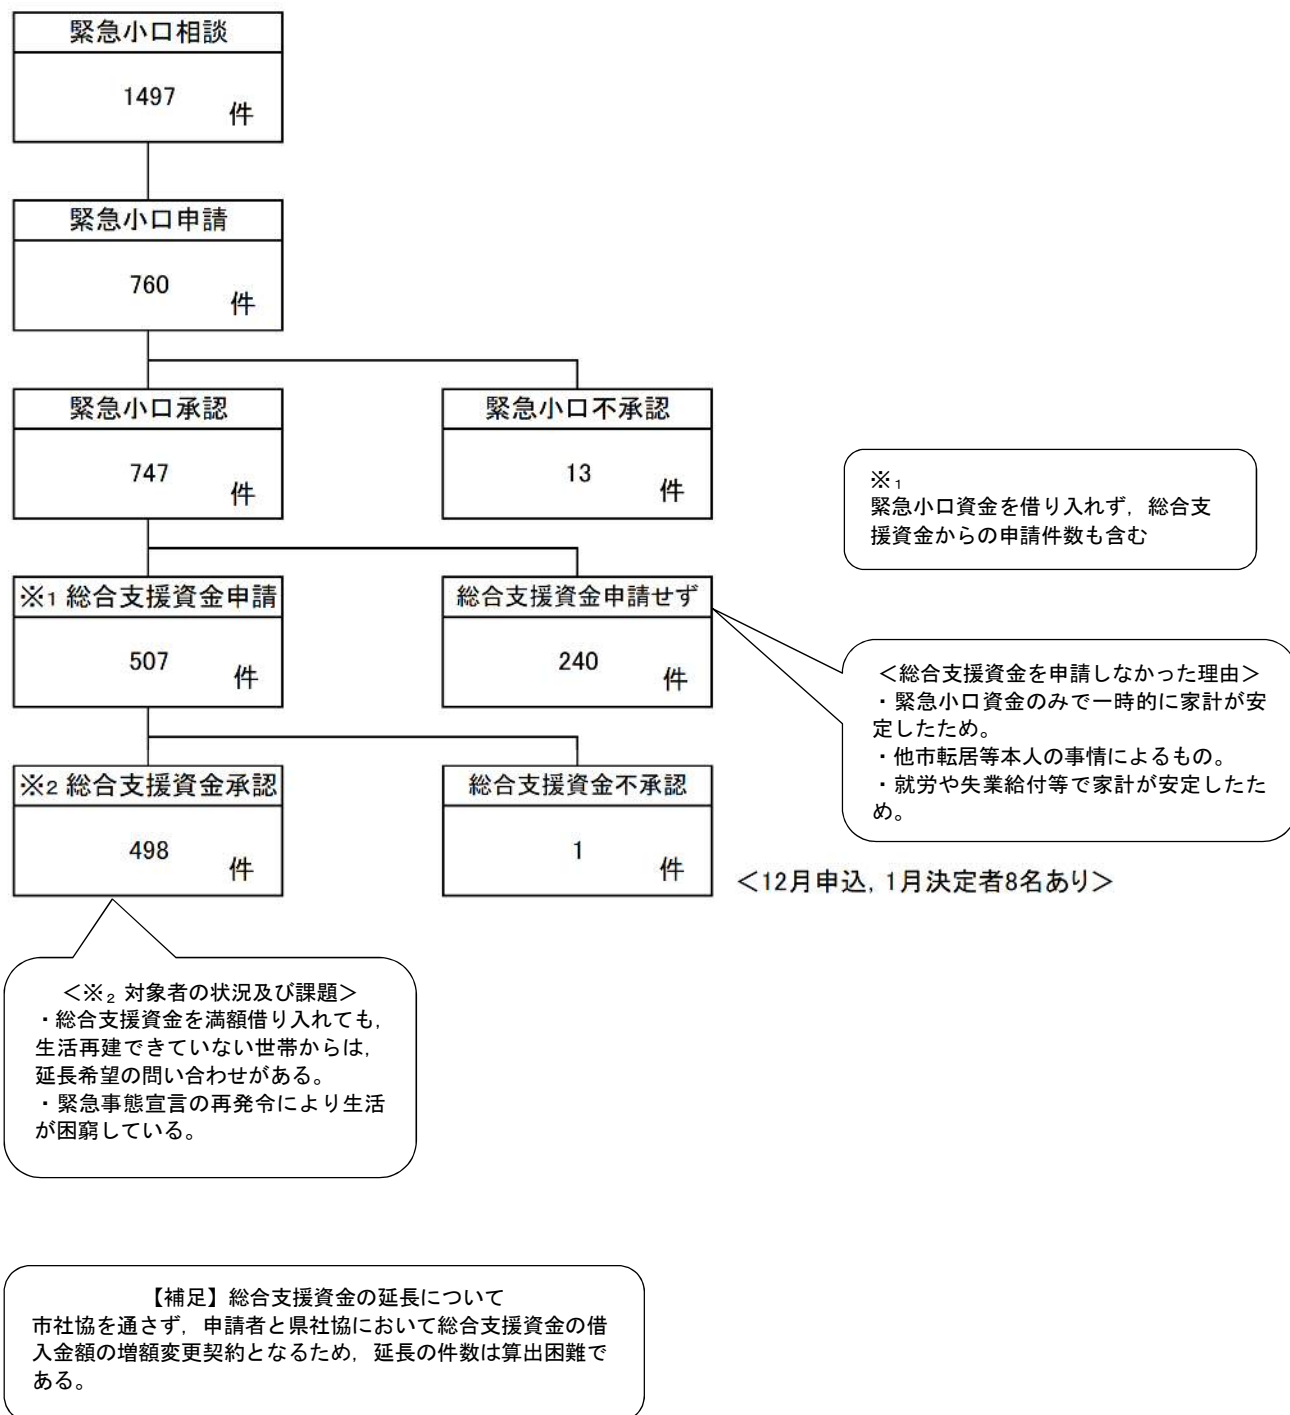 緊急小口相談
1497 件
緊急小口申請
760 件
緊急小口承認
747 件
緊急小口不承認
13 件
※₁
緊急小口資金を借り入れず，総合支
援資金からの申請件数も含む
※1 総合支援資金申請
507 件
総合支援資金申請せず
240 件
＜総合支援資金を申請しなかった理由＞
・緊急小口資金のみで一時的に家計が安
定したため。
・他市転居等本人の事情によるもの。
・就労や失業給付等で家計が安定したた
め。
※2 総合支援資金承認
498 件
総合支援資金不承認
1 件
＜12月申込，1月決定者8名あり＞
＜※₂ 対象者の状況及び課題＞
・総合支援資金を満額借り入れても，
生活再建できていない世帯からは，
延長希望の問い合わせがある。
・緊急事態宣言の再発令により生活
が困窮している。
【補足】総合支援資金の延長について
市社協を通さず，申請者と県社協において総合支援資金の借
入金額の増額変更契約となるため，延長の件数は算出困難で
ある。